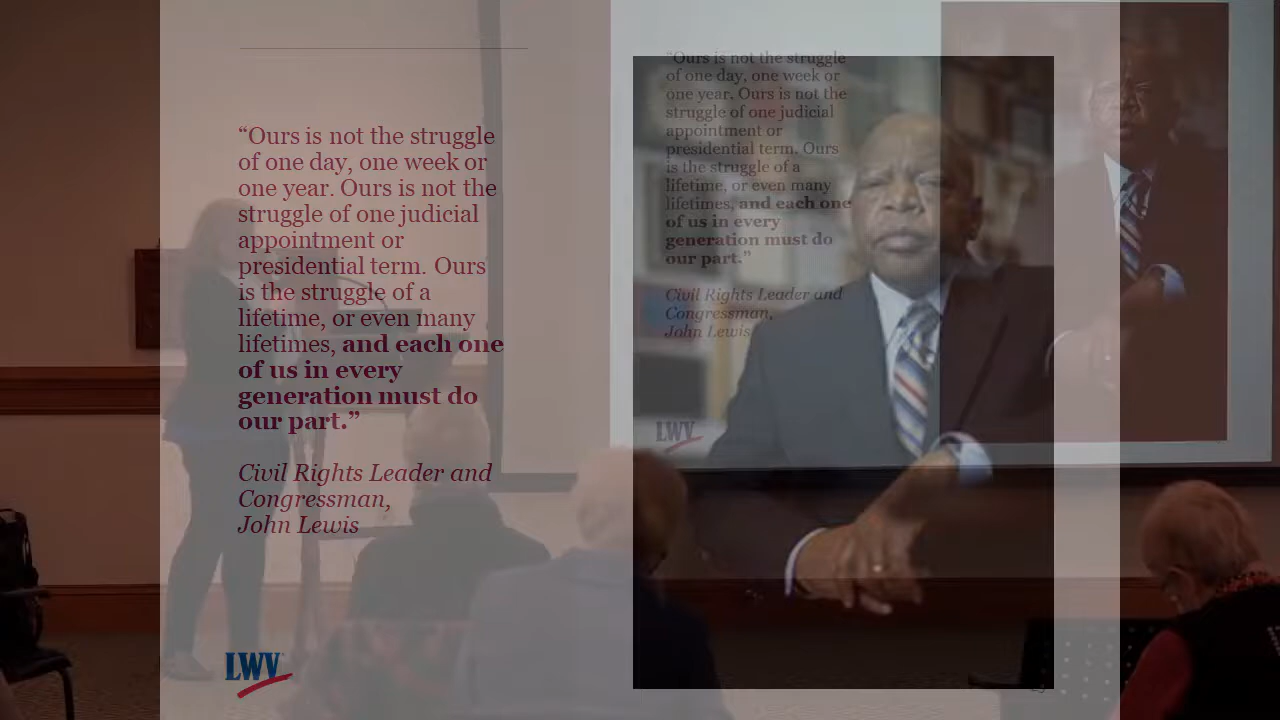 “Ours is not the struggle
of one day, one week or
one year. Ours is not the
struggle of one judicial
appointment or
presidential term. Ours
is the struggle of a
lifetime, or even many
lifetimes, and each one
of us in every
generation must do
our part.”
Civil Rights Leader and
Congressman,
John Lewis
LWV
“Ours is not the struggle
of one day, one week or
one year. Ours is not the
struggle of one judicial
appointment or
presidential term. Ours
is the struggle of a
lifetime, or even many
lifetimes, and each one
of us in every
generation must do
our part.”
Civil Rights Leader and
Congressman,
John Lewis
LWV